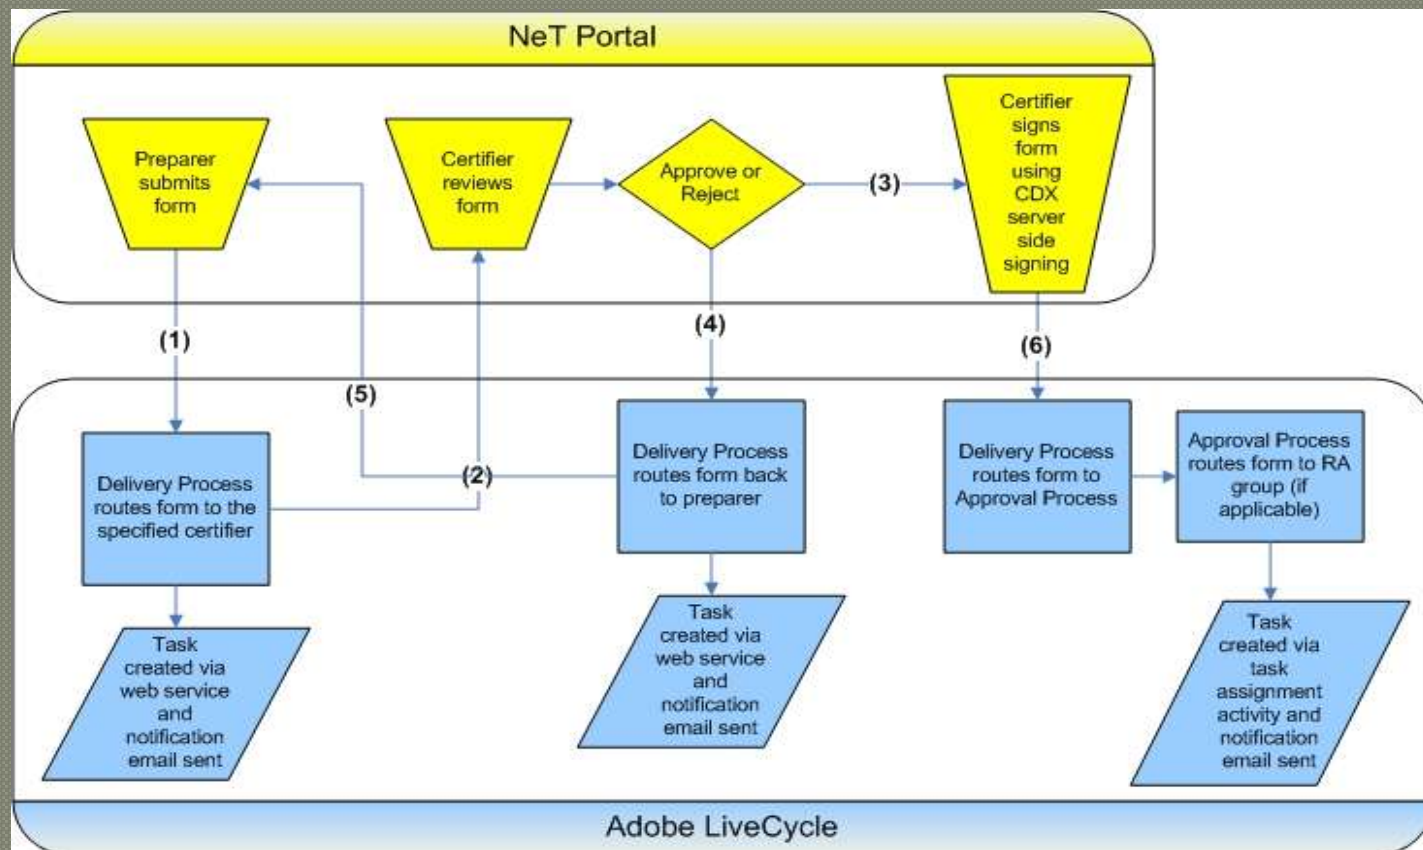 NeT Portal
Preparer
submits
form
Certifier
reviews
form
Approve or
Reject
(3)
Certifier
signs
form
using
CDX
server
side
signing
(1)
(5)
(2)
(4)
(6)
Delivery Process
routes form to the
specified certifier
Delivery Process
routes form back
to preparer
Delivery Process
routes form to
Approval Process
Approval Process
routes form to RA
group (if
applicable)
Task
created via
web service
and
notification
email sent
Task
created via
web service
and
notification
email sent
Task
created via
task
assignment
activity and
notification
email sent
Adobe LiveCycle